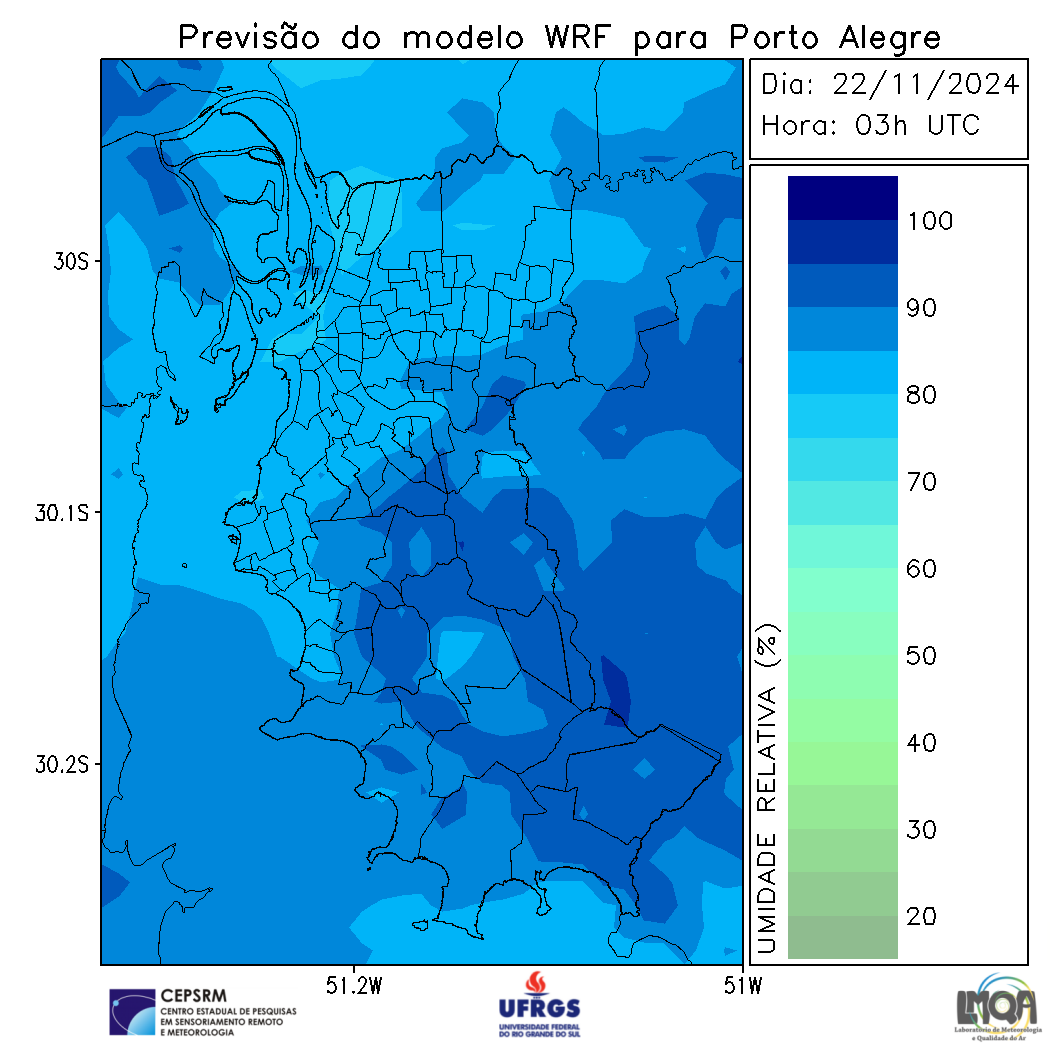 Previsão do modelo WRF para Porto Alegre
Dia: 22/11/2024
Hora: 03h UTC
100
90
80
70
60
50
40
30
20
UMIDADE RELATIVA (%)
30S
30.1S
30.2S
51.2W
51W
CEPSRM
CENTRO ESTADUAL DE PESQUISAS
EM SENSORIAMENTO REMOTO
E METEOROLOGIA
UFRGS
UNIVERSIDADE FEDERAL
DO RIO GRANDE DO SUL
LMQA
Laboratório de Meteorologia
e Qualidade do Ar